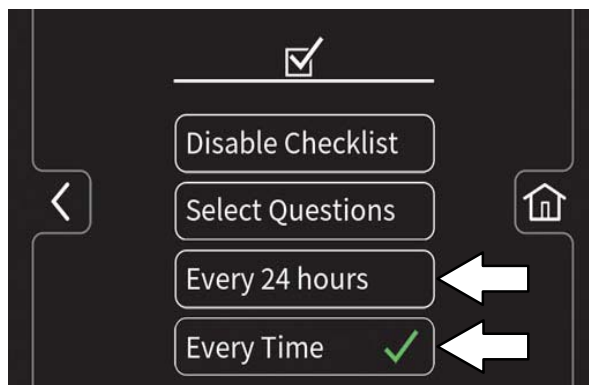 Disable Checklist
Select Questions
Every 24 hours
Every Time